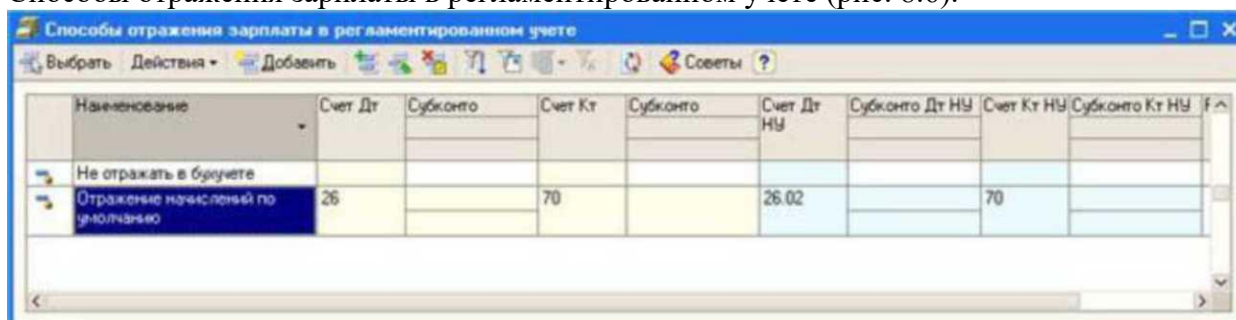 Способы отражения зарплаты в регламентированном учете (рис. 6.6).
Способы отражения зарплаты в регламентированном учете
Выбрать Действия Добавить Советы ?
Наименование Счет Дт Субконто Счет Кт Субконто Счет Дт НУ Субконто Дт НУ Счет Кт НУ Субконто Кт НУ
Не отражать в бухучете
Отражение начислений по умолчанию 26 70 26.02 70